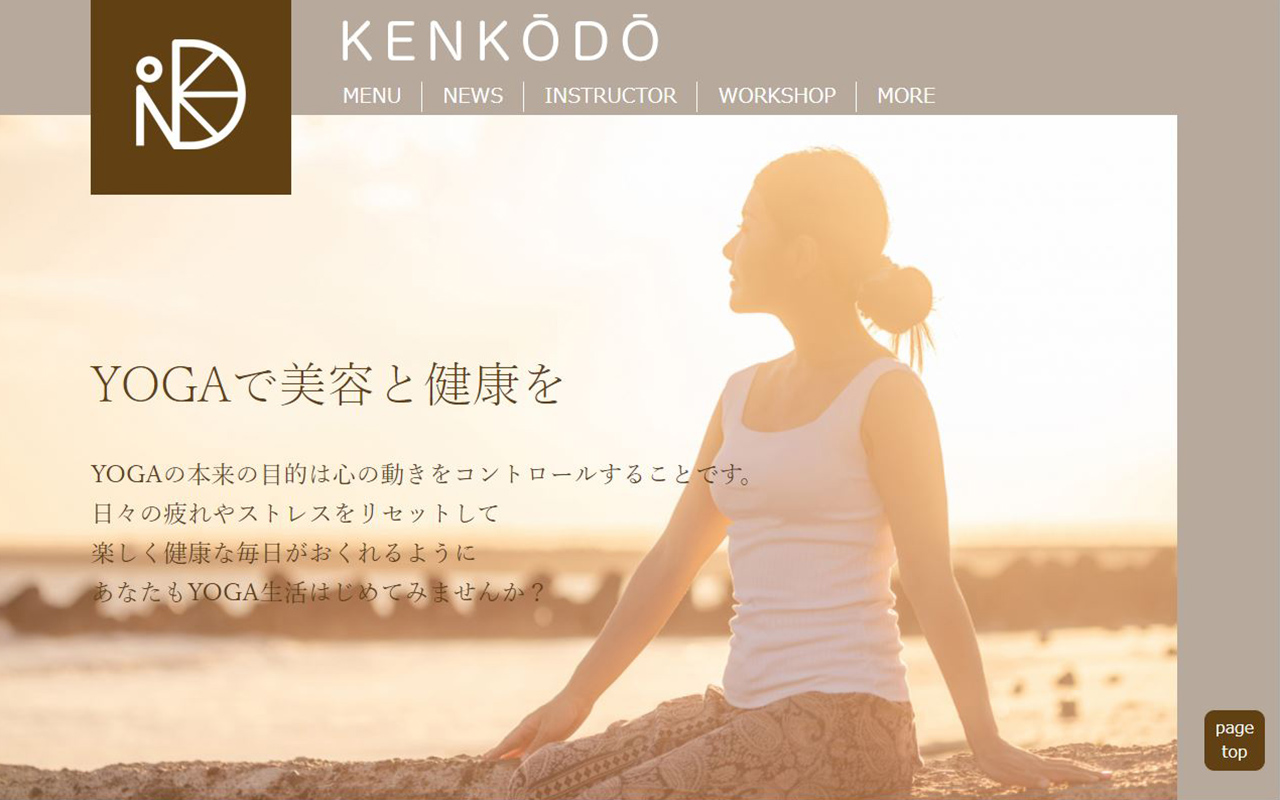 KENKŌDŌ
MENU
NEWS
INSTRUCTOR
WORKSHOP
MORE
YOGAで美容と健康を
YOGAの本来の目的は心の動きをコントロールすることです。
日々の疲れやストレスをリセットして
楽しく健康な毎日がおくれるように
あなたもYOGA生活はじめてみませんか？
page
top